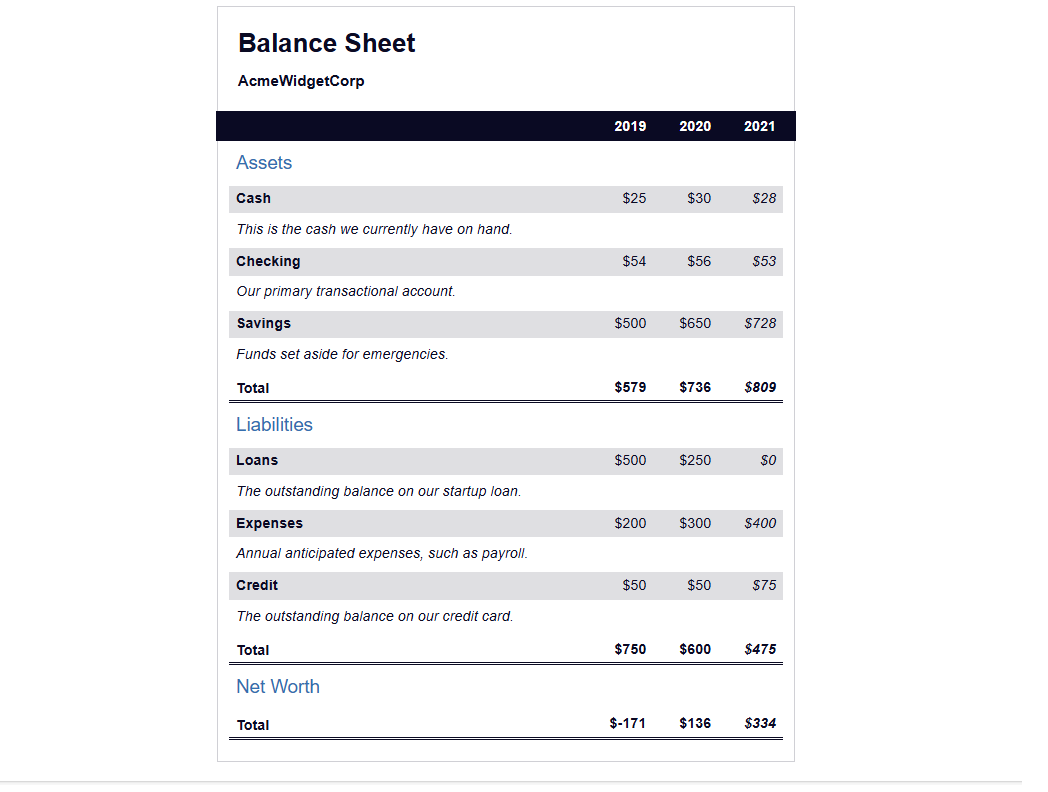 Balance Sheet
AcmeWidgetCorp
2019 2020 2021
Assets
Cash $25 $30 $28
This is the cash we currently have on hand.
Checking $54 $56 $53
Our primary transactional account.
Savings $500 $650 $728
Funds set aside for emergencies.
Total $579 $736 $809
Liabilities
Loans $500 $250 $0
The outstanding balance on our startup loan.
Expenses $200 $300 $400
Annual anticipated expenses, such as payroll.
Credit $50 $50 $75
The outstanding balance on our credit card.
Total $750 $600 $475
Net Worth
Total $-171 $136 $334